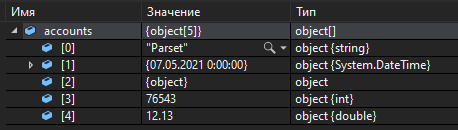 Имя Значение Тип
accounts {object[5]} object[]
[0] "Parset" object {string}
[1] {07.05.2021 0:00:00} object {System.DateTime}
[2] {object} object
[3] 76543 object {int}
[4] 12.13 object {double}